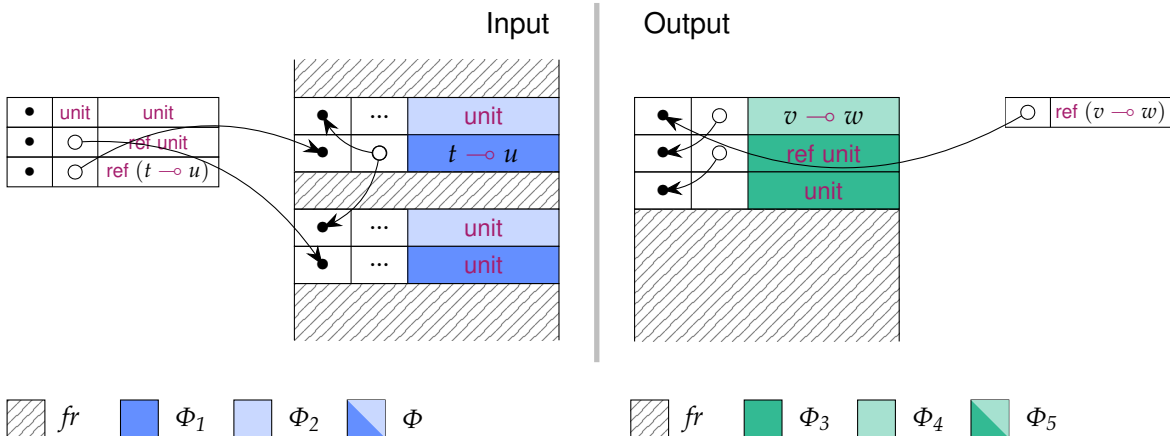 Input
Output
unit unit
ref unit
ref (t ⊸ u)
... unit
... t ⊸ u
... unit
... unit
v ⊸ w
ref unit
unit
ref (v ⊸ w)
fr Φ1 Φ2 Φ
fr Φ3 Φ4 Φ5